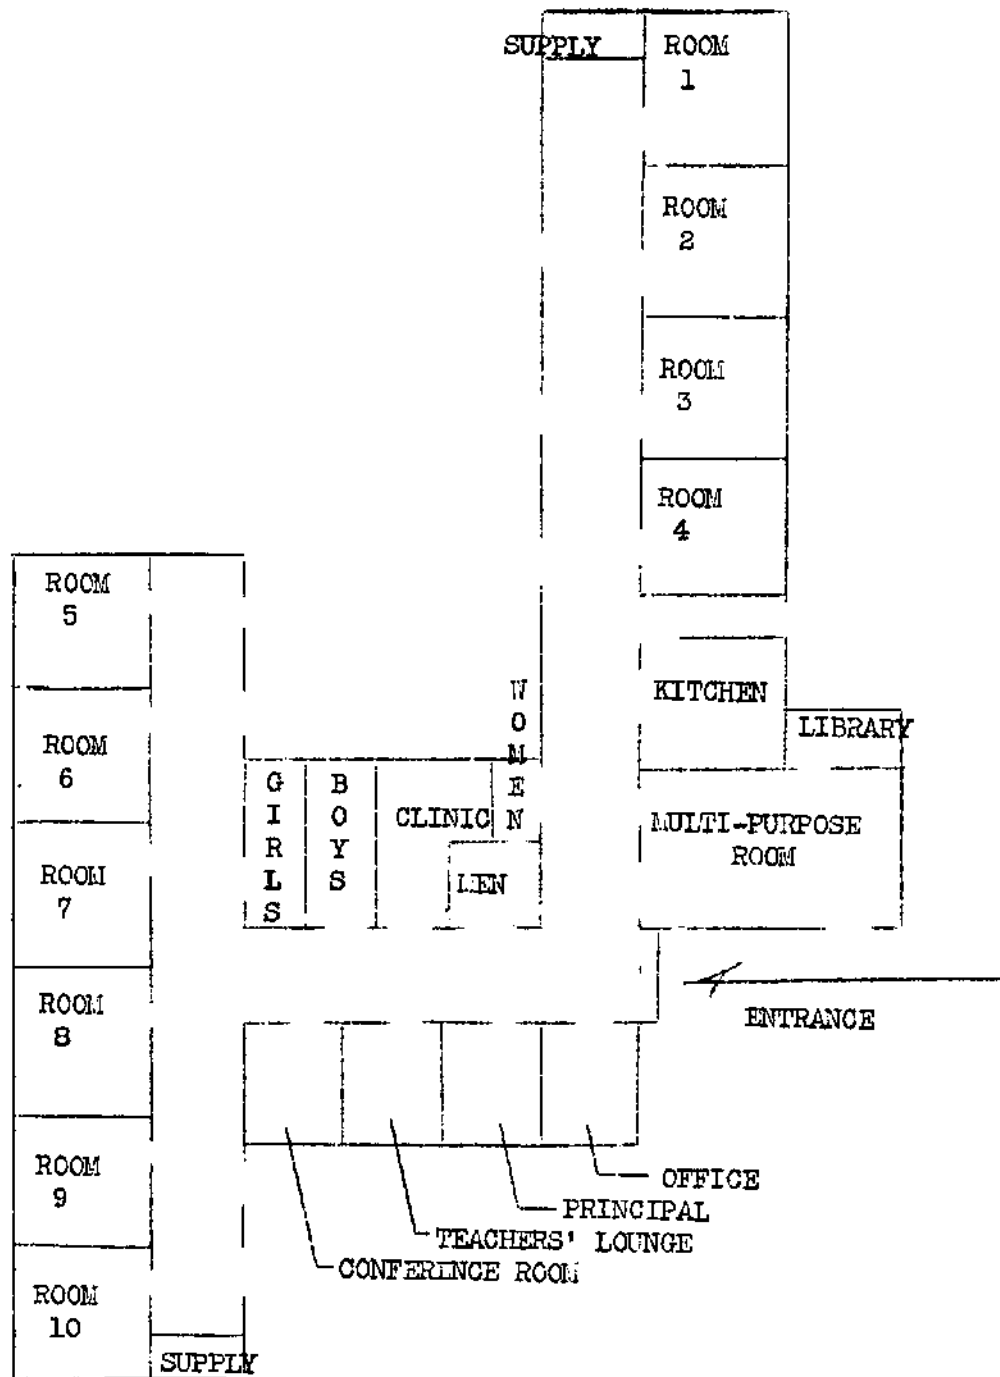 SUPPLY
ROOM
1
ROOM
2
ROOM
3
ROOM
4
ROOM
5
ROOM
6
ROOM
7
ROOM
8
ROOM
9
ROOM
10
SUPPLY
GIRLS
BOYS
CLINIC
WOMEN
MEN
KITCHEN
LIBRARY
MULTI-PURPOSE
ROOM
ENTRANCE
OFFICE
PRINCIPAL
TEACHERS' LOUNGE
CONFERENCE ROOM